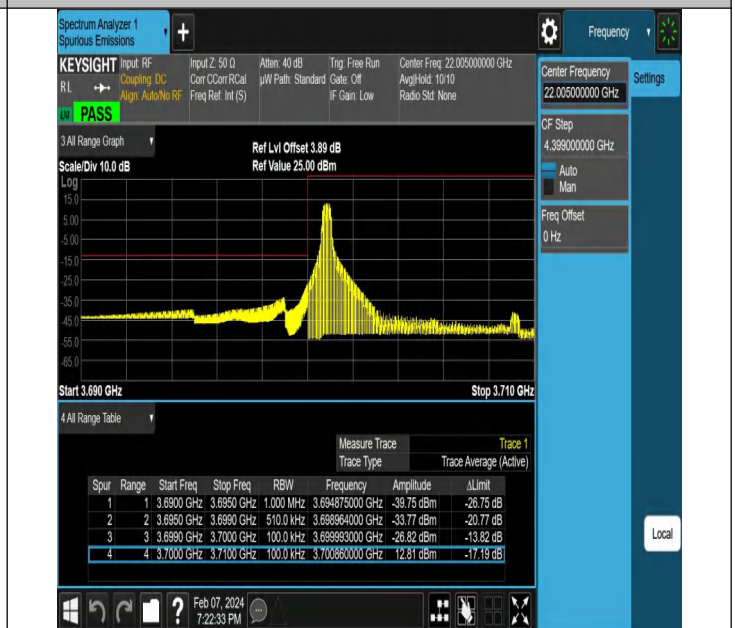 Spectrum Analyzer 1
Spurious Emissions
+
Frequency
KEYSIGHT Input: RF Input Z: 50 Ω Atten: 40 dB Trig: Free Run Center Freq: 22.005000000 GHz
RL Coupling: DC Corr CCorr RCal µW Path: Standard Gate: Off Avg|Hold: 10/10
Align: Auto/No RF Freq Ref: Int (S) IF Gain: Low Radio Std: None
PASS
Center Frequency
22.005000000 GHz
Settings
CF Step
4.399000000 GHz
Auto
Man
Freq Offset
0 Hz
3 All Range Graph
Ref Lvl Offset 3.89 dB
Scale/Div 10.0 dB Ref Value 25.00 dBm
Log
15.0
5.00
-5.00
-15.0
-25.0
-35.0
-45.0
-55.0
-65.0
Start 3.690 GHz Stop 3.710 GHz
4 All Range Table
Measure Trace Trace 1
Trace Type Trace Average (Active)
Spur Range Start Freq Stop Freq RBW Frequency Amplitude ΔLimit
1 1 3.6900 GHz 3.6950 GHz 1.000 MHz 3.694875000 GHz -39.75 dBm -26.75 dB
2 2 3.6950 GHz 3.6990 GHz 510.0 kHz 3.698964000 GHz -33.77 dBm -20.77 dB
3 3 3.6990 GHz 3.7000 GHz 100.0 kHz 3.699993000 GHz -26.82 dBm -13.82 dB
4 4 3.7000 GHz 3.7100 GHz 100.0 kHz 3.700860000 GHz 12.81 dBm -17.19 dB
Local
? Feb 07, 2024
7:22:33 PM